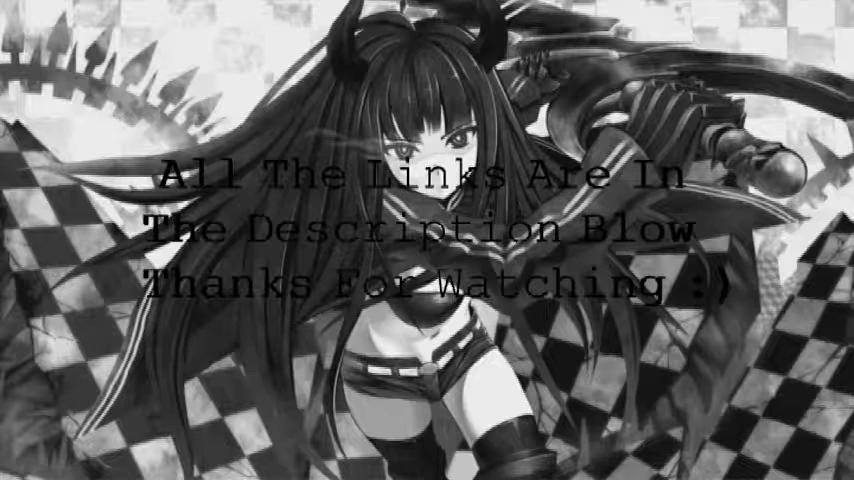 All The Links Are In
The Description Blow
Thanks For Watching :)